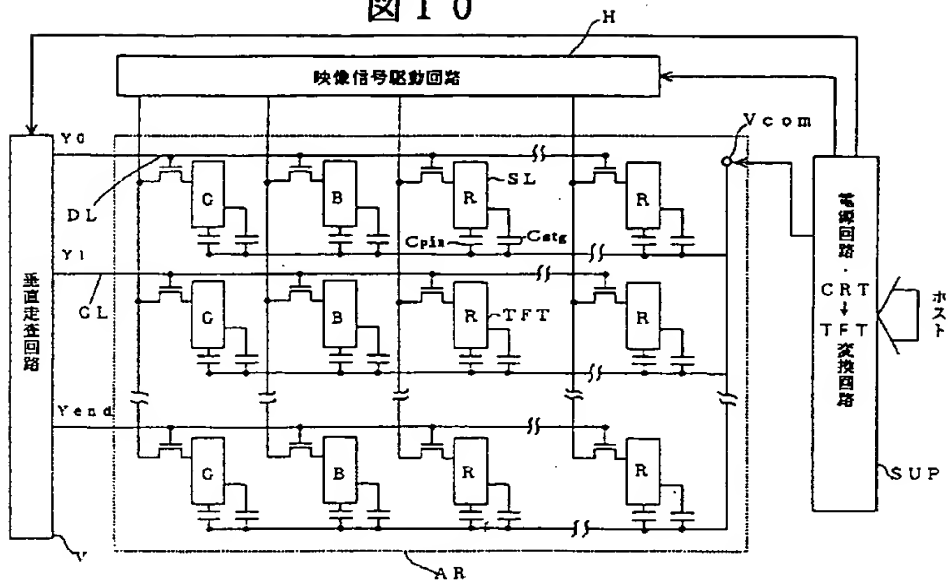 図10
H
映像信号駆動回路
Y0
Vcom
G
B
R
SL
R
DL
Cpix
Cstg
Y1
GL
G
B
R
TFT
R
Yend
G
B
R
R
垂直走査回路
電源回路・CRT→TFT変換回路
ホスト
SUP
V
AR